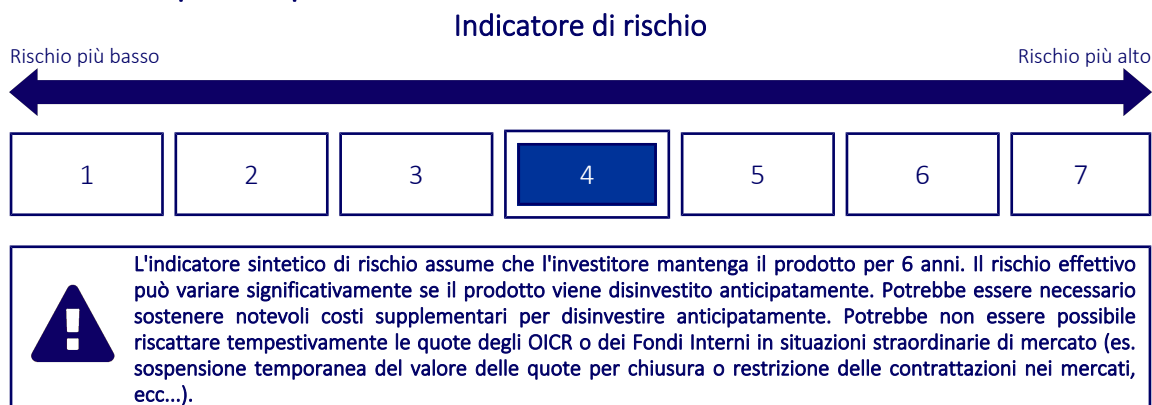 Indicatore di rischio
Rischio più basso
Rischio più alto
1
2
3
4
5
6
7
L'indicatore sintetico di rischio assume che l'investitore mantenga il prodotto per 6 anni. Il rischio effettivo
può variare significativamente se il prodotto viene disinvestito anticipatamente. Potrebbe essere necessario
sostenere notevoli costi supplementari per disinvestire anticipatamente. Potrebbe non essere possibile
riscattare tempestivamente le quote degli OICR o dei Fondi Interni in situazioni straordinarie di mercato (es.
sospensione temporanea del valore delle quote per chiusura o restrizione delle contrattazioni nei mercati,
ecc...).